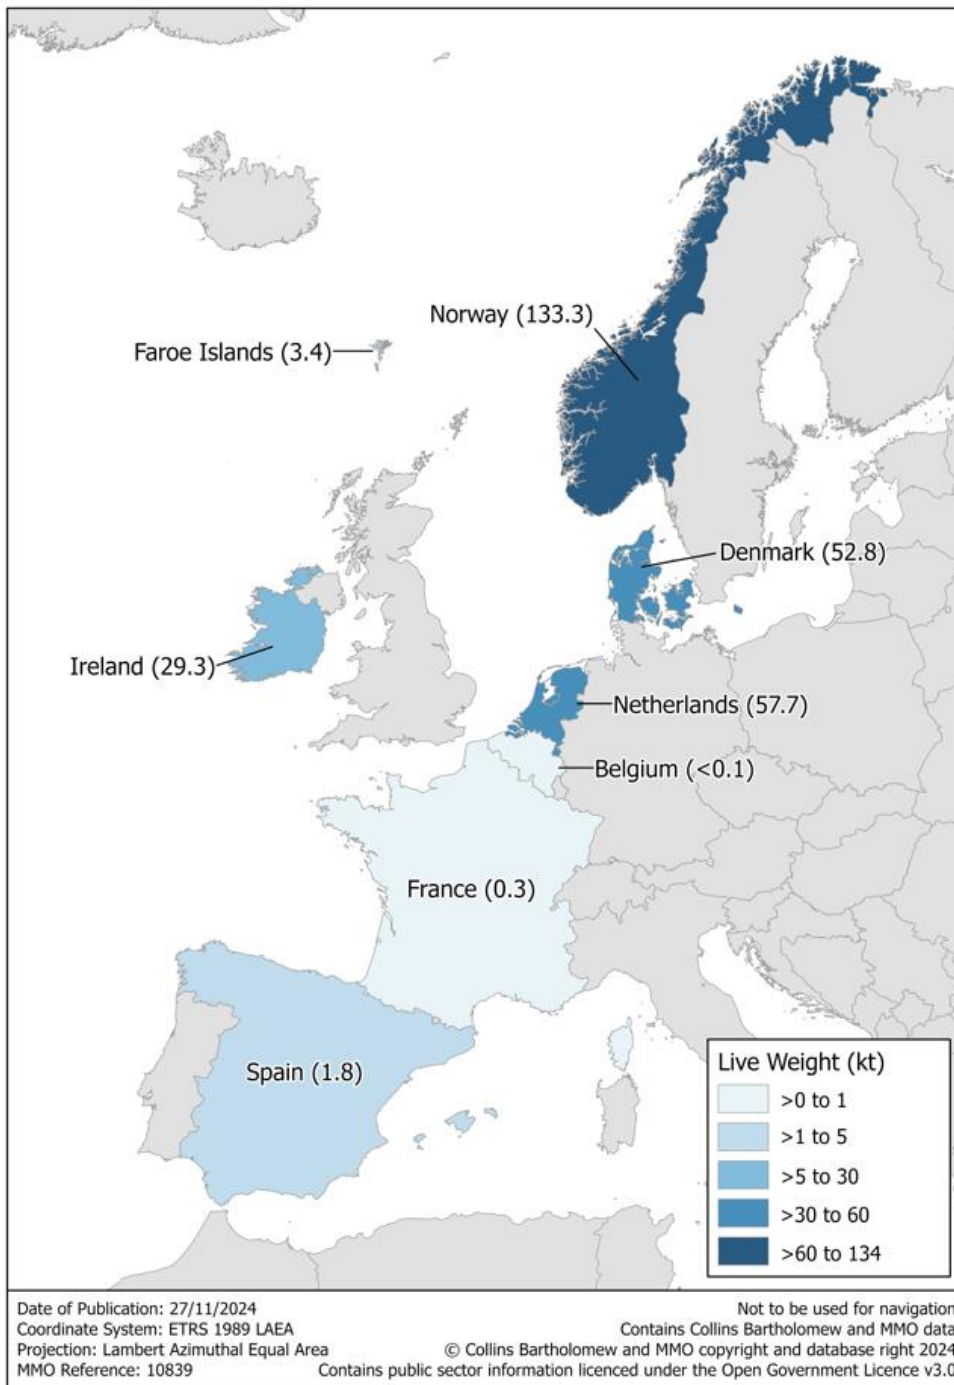 Norway (133.3)
Faroe Islands (3.4)
Denmark (52.8)
Ireland (29.3)
Netherlands (57.7)
Belgium (<0.1)
France (0.3)
Spain (1.8)
Live Weight (kt)
>0 to 1
>1 to 5
>5 to 30
>30 to 60
>60 to 134
Date of Publication: 27/11/2024
Coordinate System: ETRS 1989 LAEA
Projection: Lambert Azimuthal Equal Area
MMO Reference: 10839
Not to be used for navigation
Contains Collins Bartholomew and MMO data
© Collins Bartholomew and MMO copyright and database right 2024
Contains public sector information licenced under the Open Government Licence v3.0